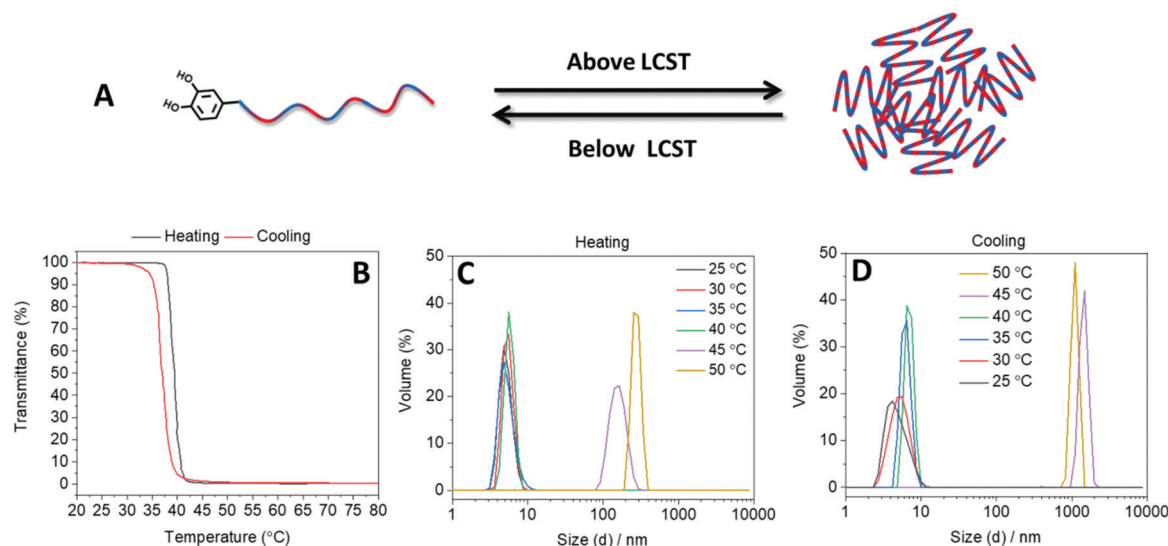 A
HO
HO
Above LCST
Below LCST
Heating Cooling
B
Transmittance (%)
100
90
80
70
60
50
40
30
20
10
0
20 25 30 35 40 45 50 55 60 65 70 75 80
Temperature (°C)
Heating
C
25 °C
30 °C
35 °C
40 °C
45 °C
50 °C
Volume (%)
50
40
30
20
10
0
1 10 100 1000 10000
Size (d) / nm
Cooling
D
50 °C
45 °C
40 °C
35 °C
30 °C
25 °C
Volume (%)
50
40
30
20
10
0
1 10 100 1000 10000
Size (d) / nm